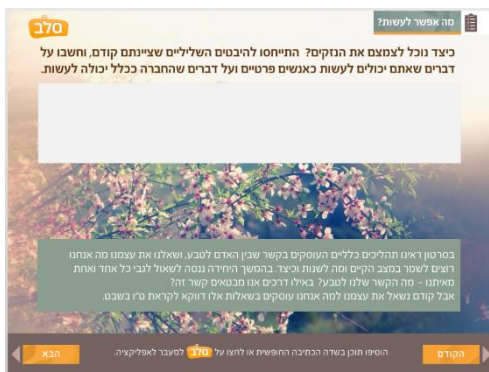 מה אפשר לעשות?
סלב
כיצד נוכל לצמצם את הנזקים? התייחסו להיבטים השליליים שציינתם קודם, וחשבו על
דברים שאתם יכולים לעשות כאנשים פרטיים ועל דברים שהחברה ככלל יכולה לעשות.
בסרטון ראינו תהליכים כלליים העוסקים בקשר שבין האדם לטבע, ושאלנו את עצמנו מה אנחנו
רוצים לשמר במצב הקיים ומה לשנות וכיצד. בהמשך היחידה ננסה לשאול לגבי כל אחד ואחת
מאיתנו - מה הקשר שלנו לטבע? באילו דרכים אנו מבטאים קשר זה?
אבל קודם נשאל את עצמנו למה אנחנו עוסקים בשאלות אלו דווקא לקראת ט"ו בשבט.
הקודם
הוסיפו תוכן בשדה הכתיבה החופשית או לחצו על סלב למעבר לאפליקציה.
הבא